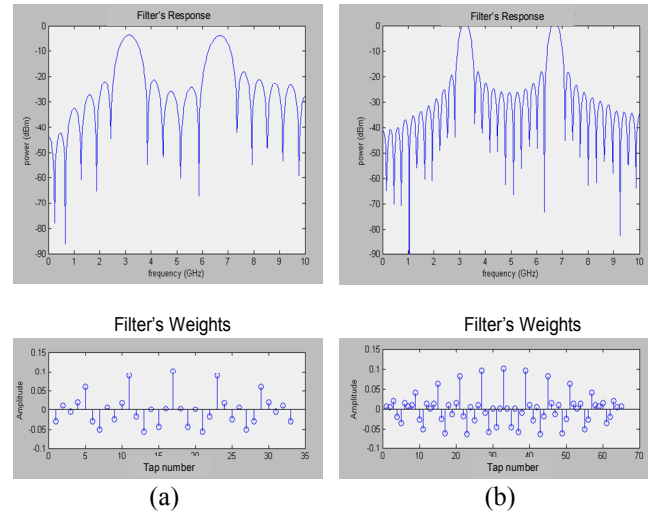 Filter's Response
Filter's Response
0
-10
-20
-30
-40
-50
-60
-70
-80
-90
power (dBm)
0 1 2 3 4 5 6 7 8 9 10
frequency (GHz)
0
-10
-20
-30
-40
-50
-60
-70
-80
-90
power (dBm)
0 1 2 3 4 5 6 7 8 9 10
frequency (GHz)
Filter's Weights
Filter's Weights
0.15
0.1
0.05
0
-0.05
-0.1
Amplitude
0 5 10 15 20 25 30 35
Tap number
0.15
0.1
0.05
0
-0.05
-0.1
Amplitude
0 10 20 30 40 50 60 70
Tap number
(a)
(b)